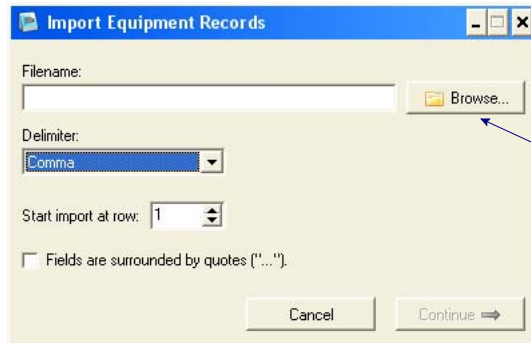 Import Equipment Records
Filename:
Browse...
Delimiter:
Comma
Start import at row: 1
Fields are surrounded by quotes ("...").
Cancel
Continue